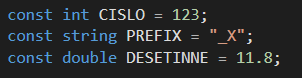 const int CISLO = 123;
const string PREFIX = "_X";
const double DESETINNE = 11.8;